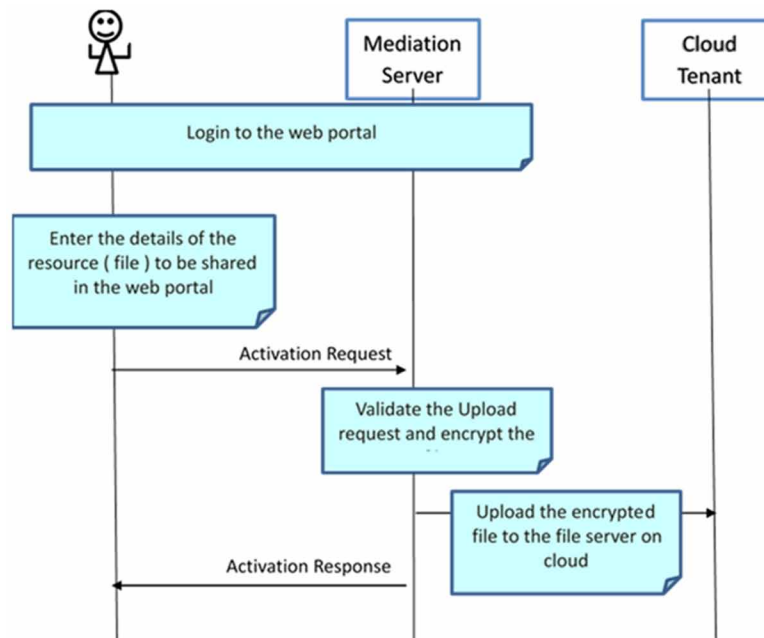 Mediation
Server
Cloud
Tenant
Login to the web portal
Enter the details of the
resource ( file ) to be shared
in the web portal
Activation Request
Validate the Upload
request and encrypt the
Upload the encrypted
file to the file server on
cloud
Activation Response